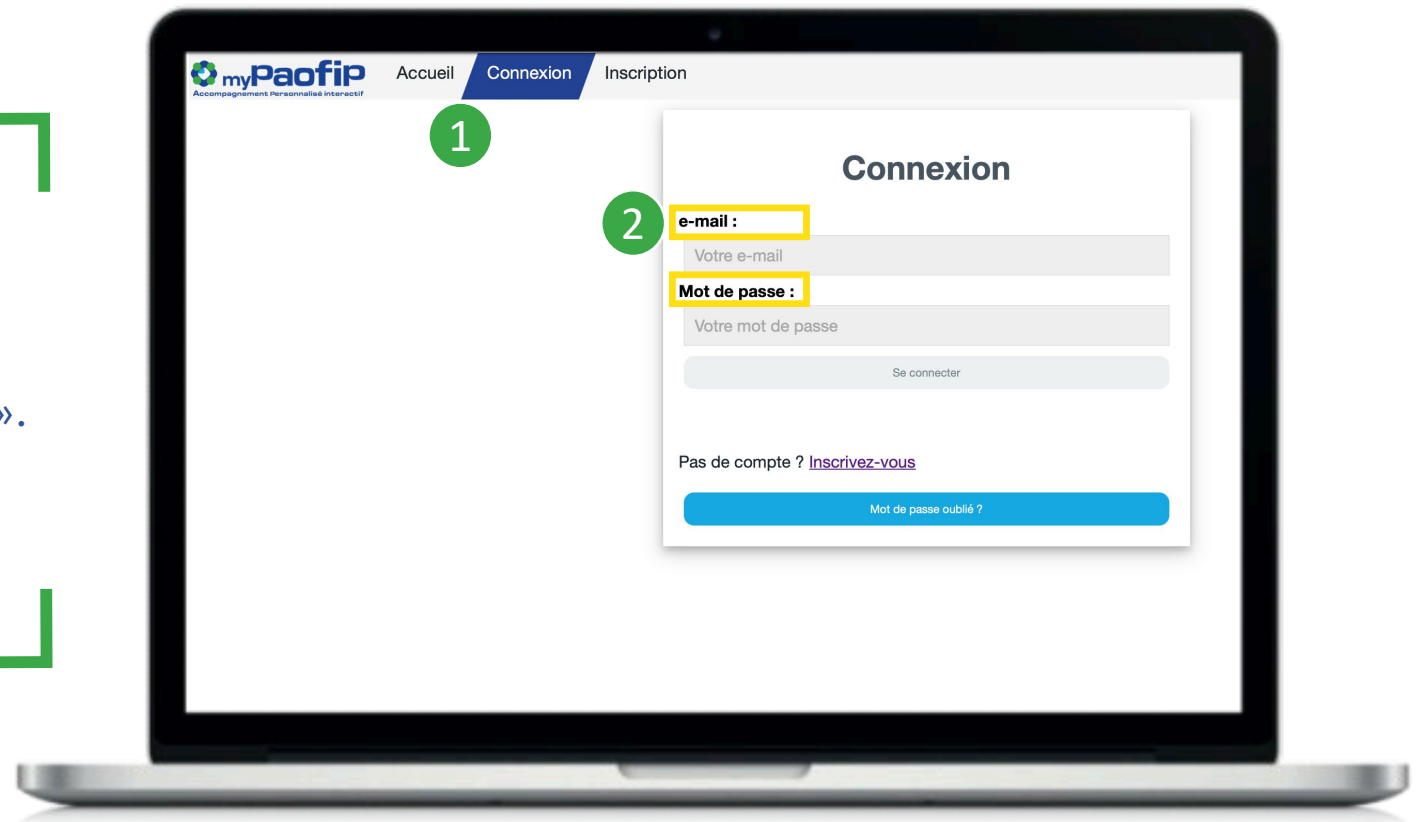 myPaofip
Accompagnement Personnalisé interactif
Accueil
Connexion
Inscription
1
Connexion
2
e-mail :
Votre e-mail
Mot de passe :
Votre mot de passe
Se connecter
».
Pas de compte ? Inscrivez-vous
Mot de passe oublié ?